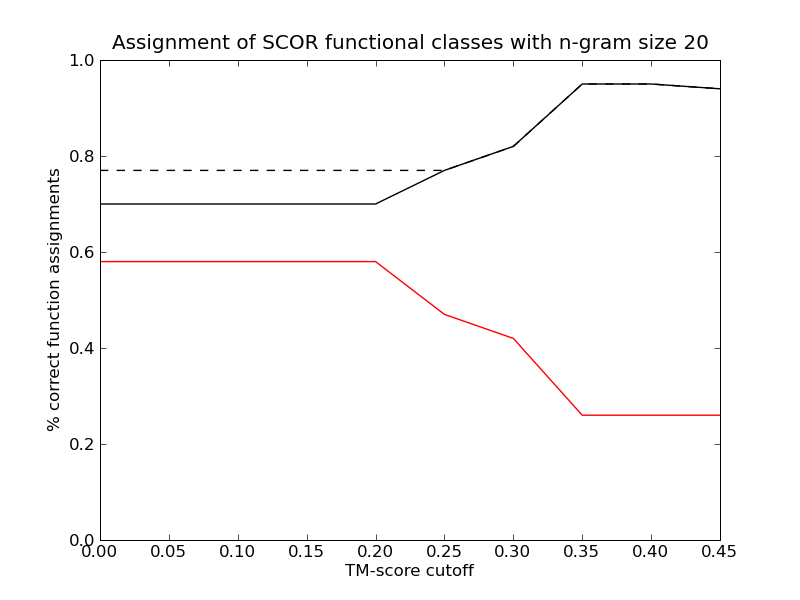 Assignment of SCOR functional classes with n-gram size 20
1.0
0.8
0.6
0.4
0.2
0.0
% correct function assignments
0.00 0.05 0.10 0.15 0.20 0.25 0.30 0.35 0.40 0.45
TM-score cutoff